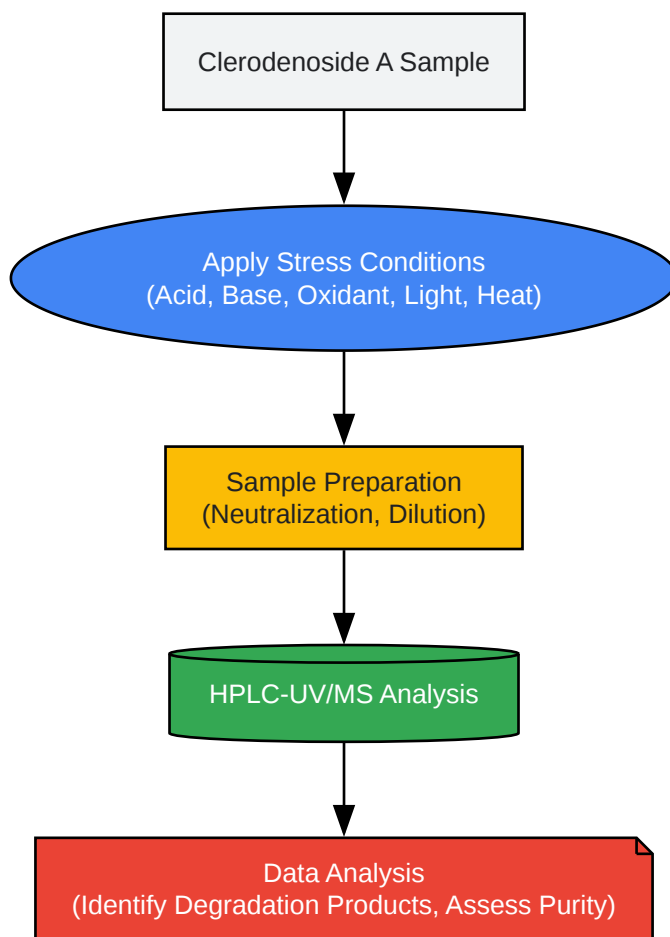 Clerodenoside A Sample
Apply Stress Conditions
(Acid, Base, Oxidant, Light, Heat)
Sample Preparation
(Neutralization, Dilution)
HPLC-UV/MS Analysis
Data Analysis
(Identify Degradation Products, Assess Purity)